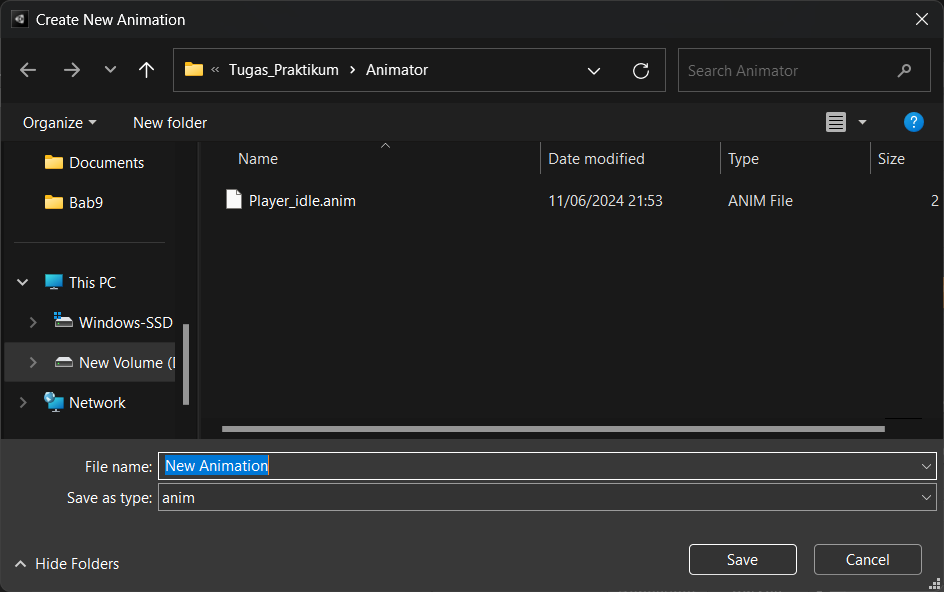 Create New Animation
« Tugas_Praktikum > Animator
Search Animator
Organize
New folder
?
Documents
Bab9
This PC
Windows-SSD
New Volume (
Network
Name
Date modified
Type
Size
Player_idle.anim
11/06/2024 21:53
ANIM File
2
File name: New Animation
Save as type: anim
Hide Folders
Save
Cancel